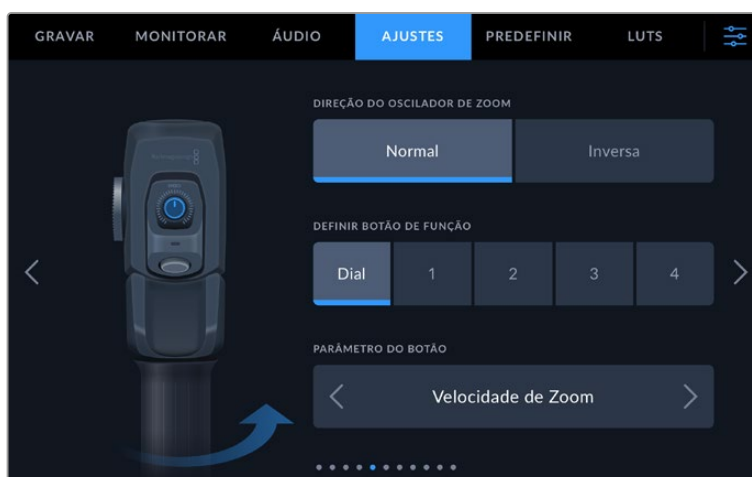 GRAVAR MONITORAR ÁUDIO AJUSTES PREDEFINIR LUTS
DIREÇÃO DO OSCILADOR DE ZOOM
Normal Inversa
DEFINIR BOTÃO DE FUNÇÃO
Dial 1 2 3 4
PARÂMETRO DO BOTÃO
Velocidade de Zoom